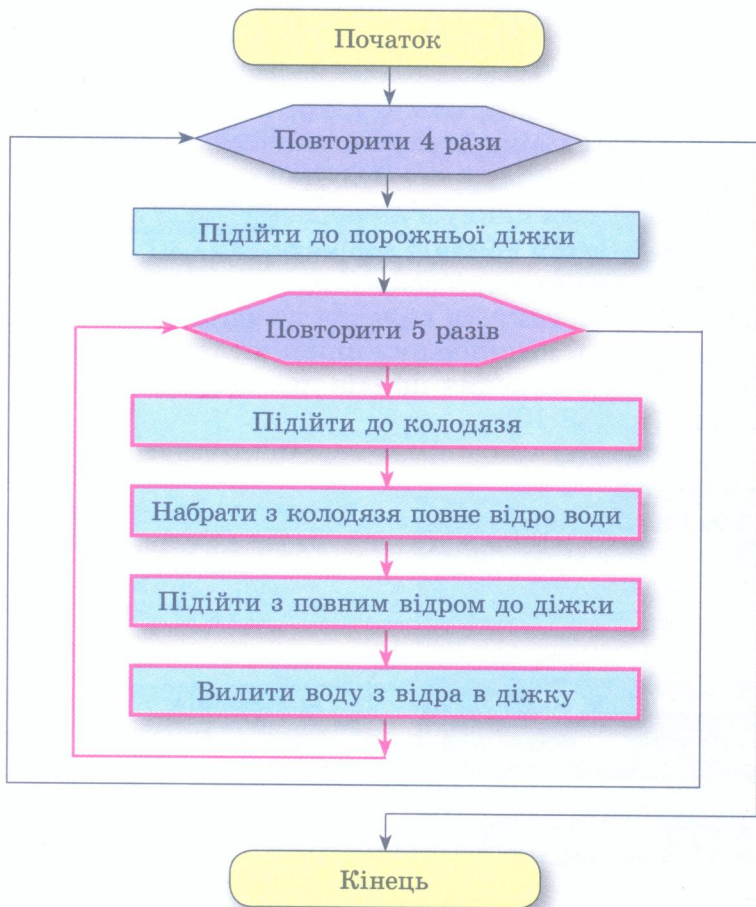 Початок
Повторити 4 рази
Підійти до порожньої діжки
Повторити 5 разів
Підійти до колодязя
Набрати з колодязя повне відро води
Підійти з повним відром до діжки
Вилити воду з відра в діжку
Кінець